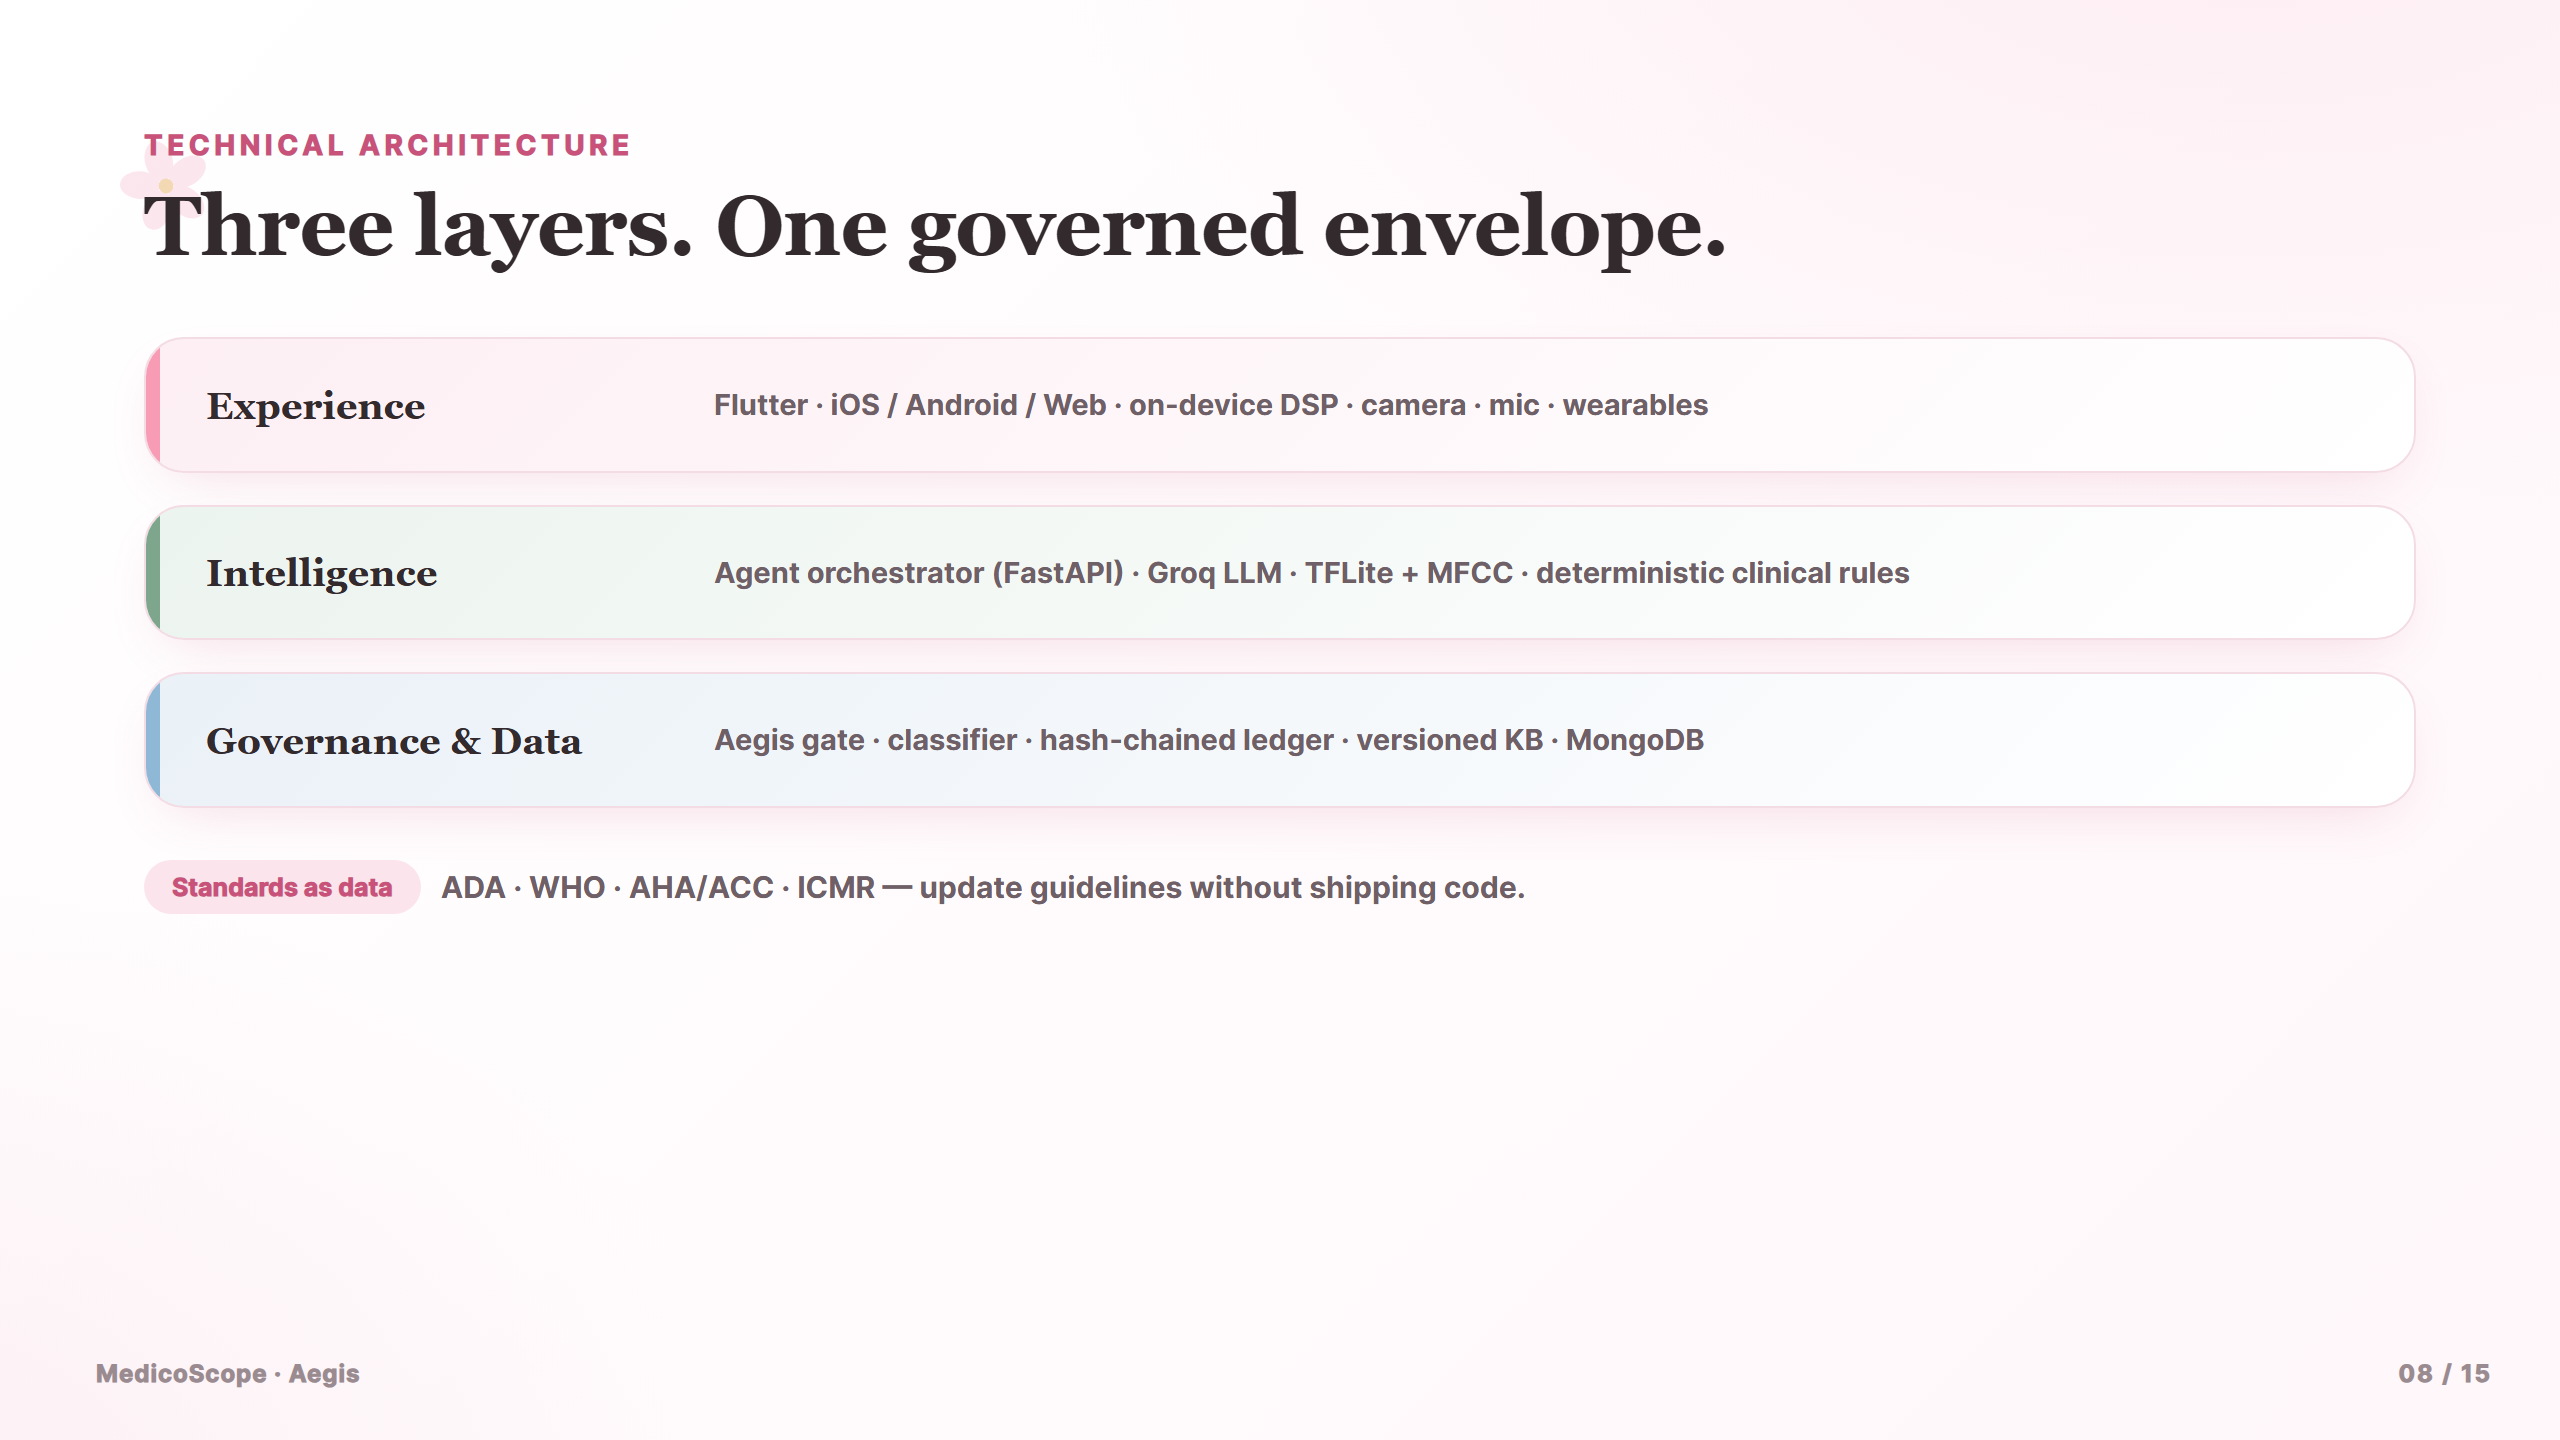 TECHNICAL ARCHITECTURE
Three layers. One governed envelope.
Experience
Flutter · iOS / Android / Web · on-device DSP · camera · mic · wearables
Intelligence
Agent orchestrator (FastAPI) · Groq LLM · TFLite + MFCC · deterministic clinical rules
Governance & Data
Aegis gate · classifier · hash-chained ledger · versioned KB · MongoDB
Standards as data
ADA · WHO · AHA/ACC · ICMR — update guidelines without shipping code.
MedicoScope · Aegis
08 / 15